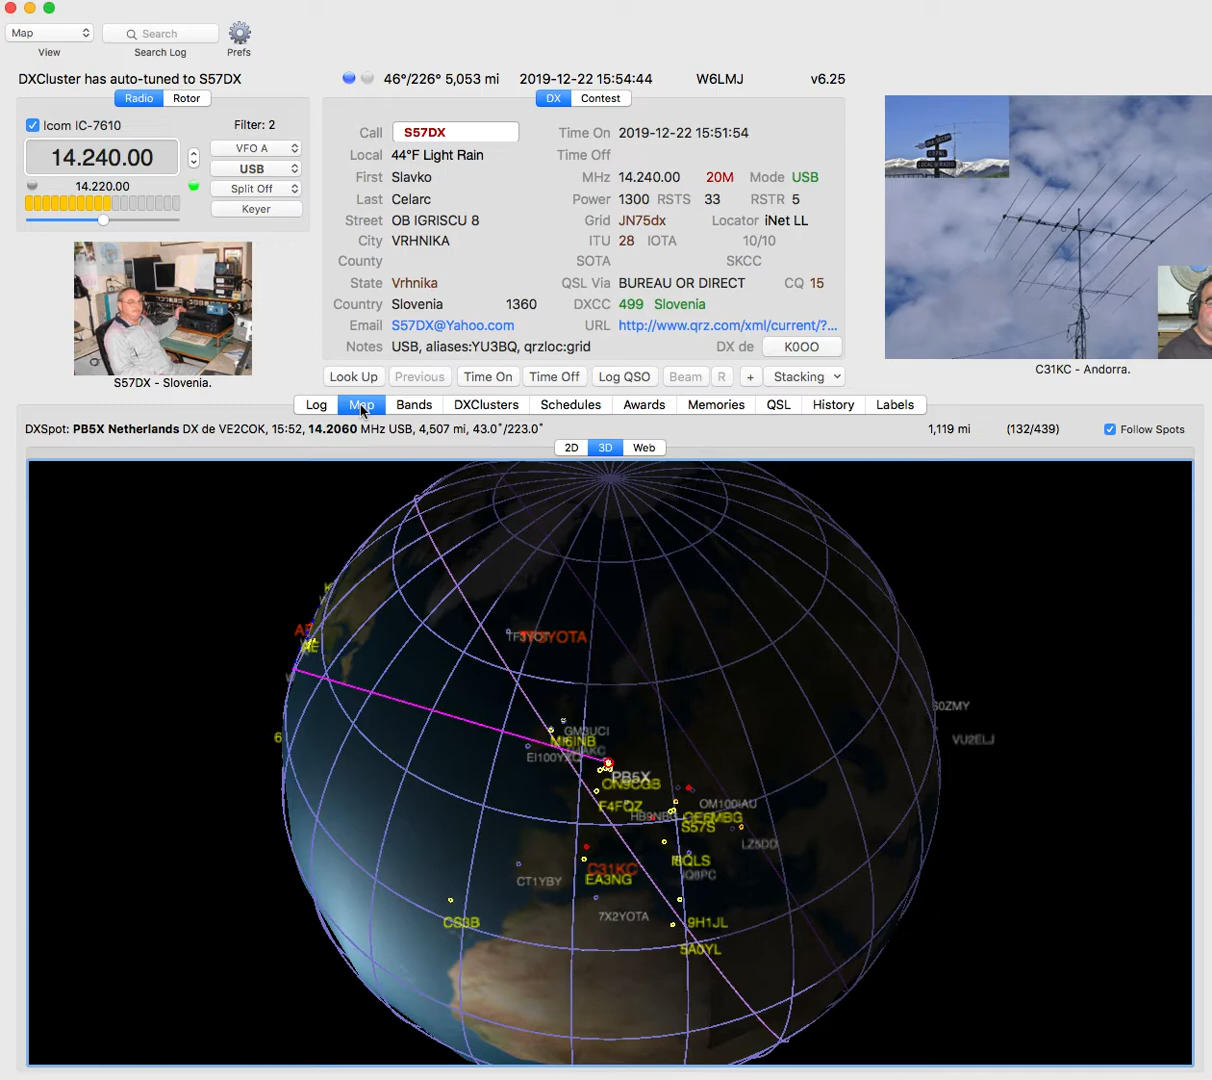 Map
Search
View
Search Log
Prefs
DXCluster has auto-tuned to S57DX
46°/226° 5,053 mi 2019-12-22 15:54:44 W6LMJ v6.25
Radio Rotor
DX Contest
Icom IC-7610 Filter: 2
14.240.00
VFO A
USB
14.220.00
Split Off
Keyer
S57DX - Slovenia.
Call S57DX Time On 2019-12-22 15:51:54
Local 44°F Light Rain Time Off
First Slavko MHz 14.240.00 20M Mode USB
Last Celarc Power 1300 RSTS 33 RSTR 5
Street OB IGRISCU 8 Grid JN75dx Locator iNet LL
City VRHNIKA ITU 28 IOTA 10/10
County SOTA SKCC
State Vrhnika QSL Via BUREAU OR DIRECT CQ 15
Country Slovenia 1360 DXCC 499 Slovenia
Email S57DX@Yahoo.com URL http://www.qrz.com/xml/current/?...
Notes USB, aliases:YU3BQ, qrzloc:grid DX de K0OO
Look Up Previous Time On Time Off Log QSO Beam R + Stacking
C31KC - Andorra.
Log Map Bands DXClusters Schedules Awards Memories QSL History Labels
DXSpot: PB5X Netherlands DX de VE2COK, 15:52, 14.2060 MHz USB, 4,507 mi, 43.0°/223.0° 1,119 mi (132/439) Follow Spots
2D 3D Web
S0ZMY
VU2ELJ
GM3UCI
MI6INB
PB5X
ON9CGB
F4FQZ
OM100IAU
S57S
LZ5DD
C31KC
EA3NG
CT1YBY
7X2YOTA
CS3B
9H1JL
5A0YL